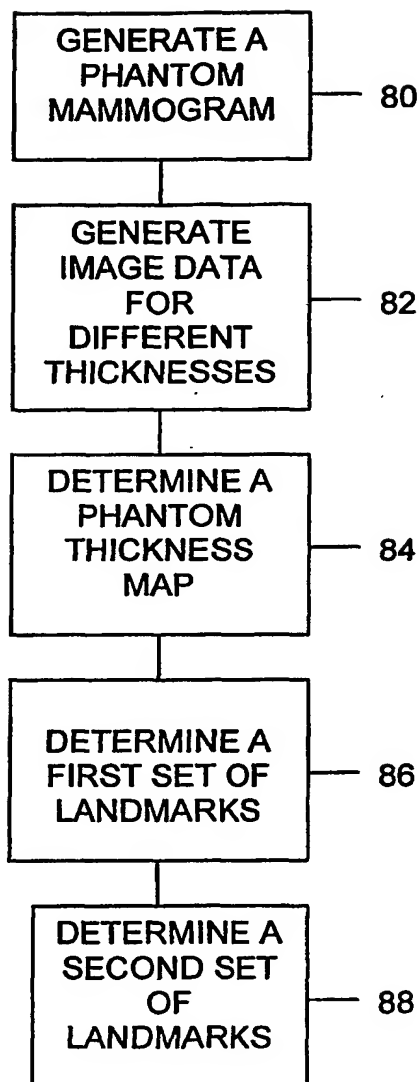 GENERATE A
PHANTOM
MAMMOGRAM
80
GENERATE
IMAGE DATA
FOR
DIFFERENT
THICKNESSES
82
DETERMINE A
PHANTOM
THICKNESS
MAP
84
DETERMINE A
FIRST SET OF
LANDMARKS
86
DETERMINE A
SECOND SET
OF
LANDMARKS
88